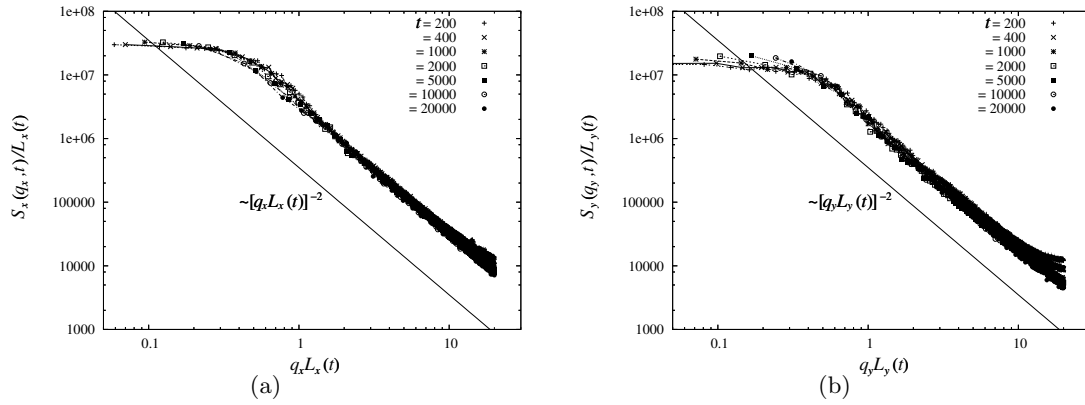 S_x(q_x,t)/L_x(t)
1e+08
1e+07
1e+06
100000
10000
1000
t = 200
= 400
= 1000
= 2000
= 5000
= 10000
= 20000
~[q_xL_x(t)]^{-2}
0.1
1
10
q_xL_x(t)
(a)
S_y(q_y,t)/L_y(t)
1e+08
1e+07
1e+06
100000
10000
1000
t = 200
= 400
= 1000
= 2000
= 5000
= 10000
= 20000
~[q_yL_y(t)]^{-2}
0.1
1
10
q_yL_y(t)
(b)